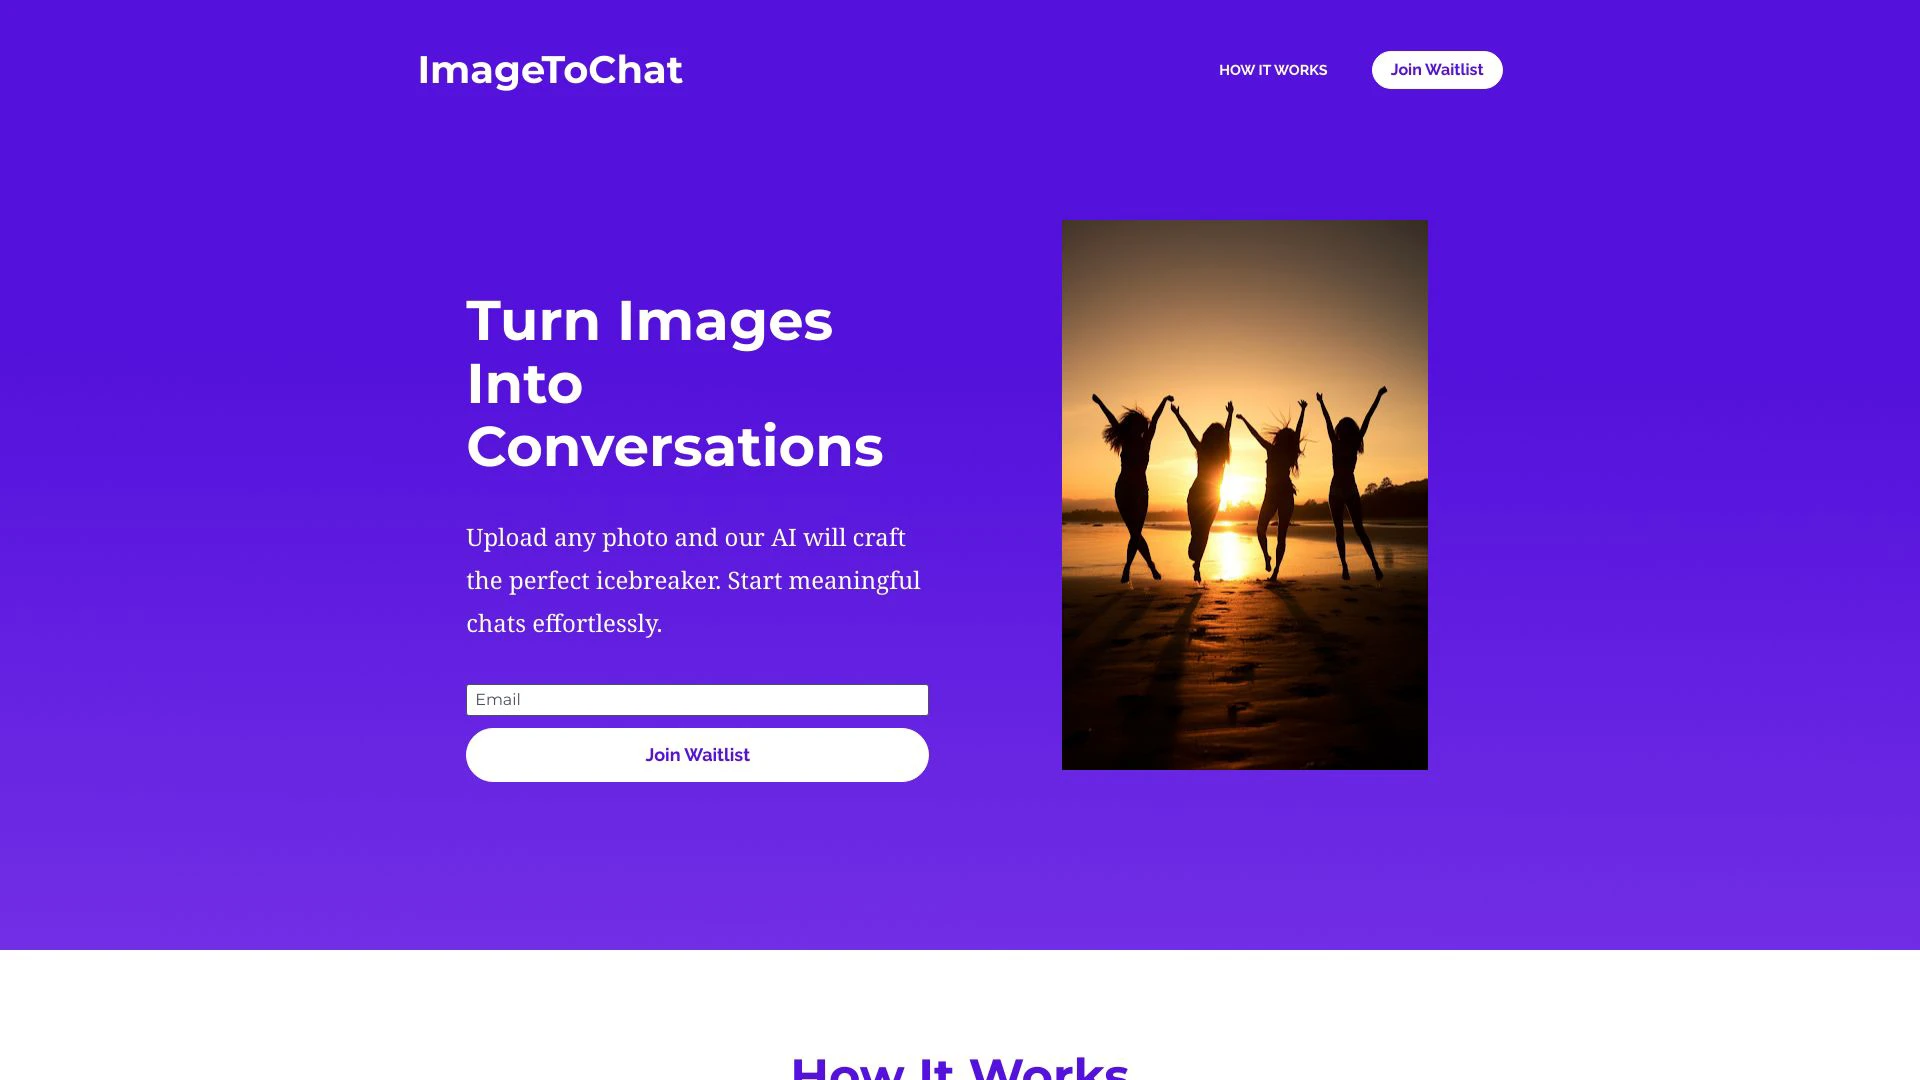 ImageToChat
HOW IT WORKS
Join Waitlist
Turn Images
Into
Conversations
Upload any photo and our AI will craft
the perfect icebreaker. Start meaningful
chats effortlessly.
Email
Join Waitlist
How It Works